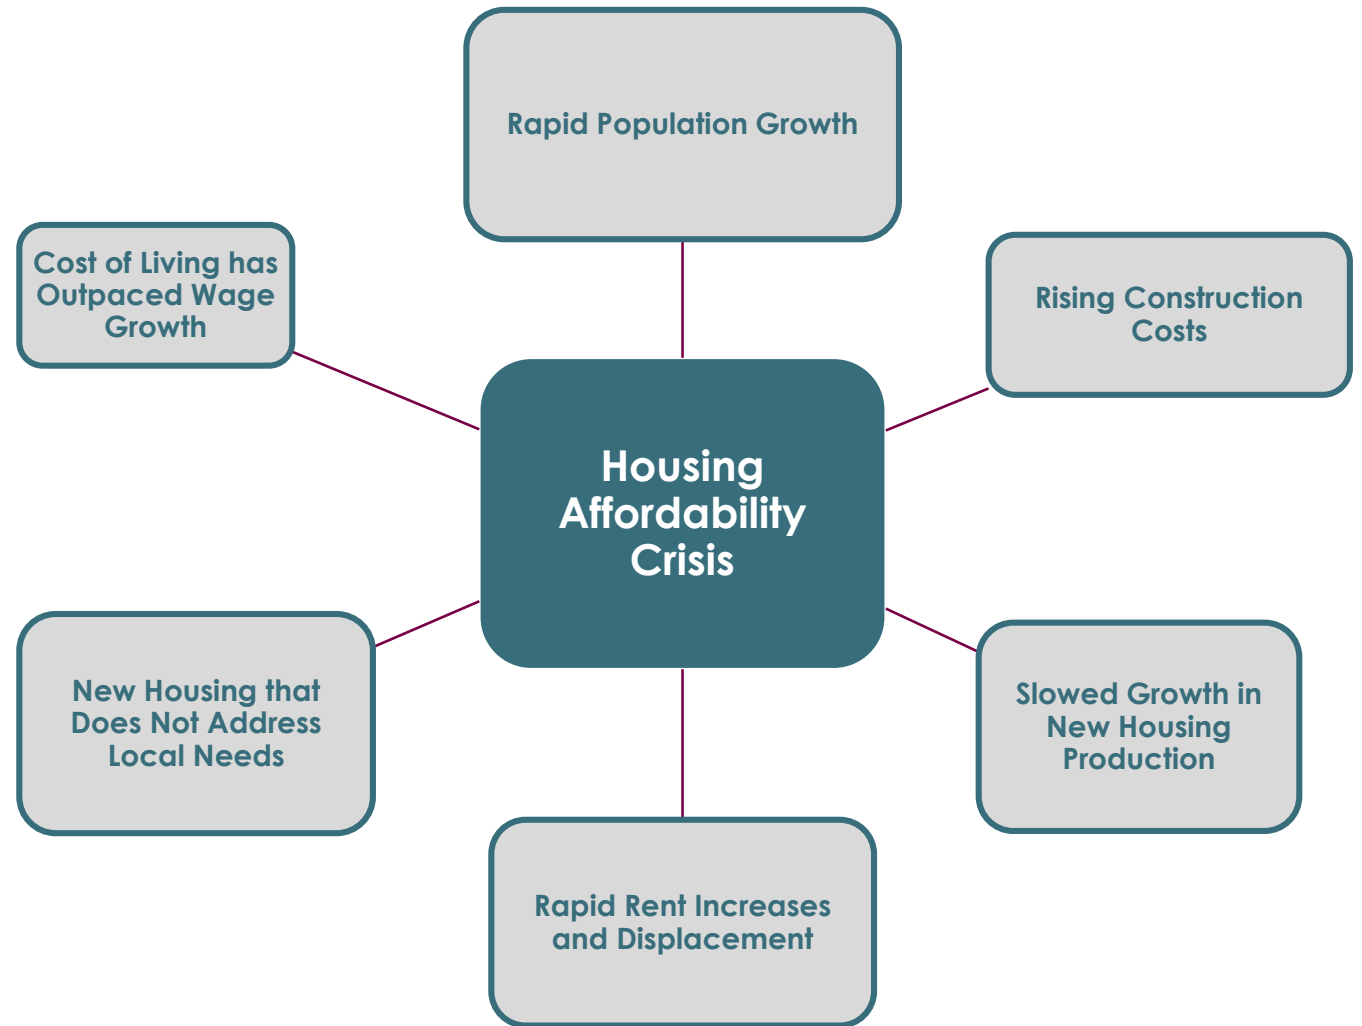 Rapid Population Growth
Cost of Living has
Outpaced Wage
Growth
Rising Construction
Costs
Housing
Affordability
Crisis
New Housing that
Does Not Address
Local Needs
Slowed Growth in
New Housing
Production
Rapid Rent Increases
and Displacement